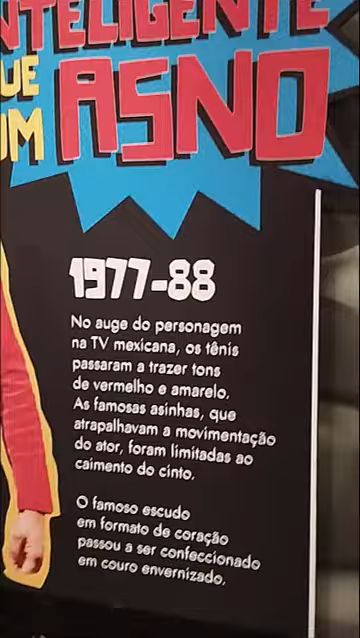 NTELIGENTE
UE
ASNO
OM
1977-88
No auge do personagem
na TV mexicana, os tênis
passaram a trazer tons
de vermelho e amarelo.
As famosas asinhas, que
atrapalhavam a movimentação
do ator, foram limitadas ao
caimento do cinto.
O famoso escudo
em formato de coração
passou a ser confeccionado
em couro envernizado.